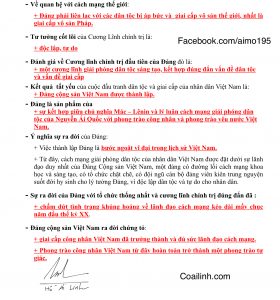 - Về quan hệ với cách mạng thế giới:
+ Đảng phải liên lạc với các dân tộc bị áp bức và giai cấp vô sản thế giới, nhất là
giai cấp vô sản Pháp.
- Tư tưởng cốt lõi của Cương lĩnh chính trị là:
+ độc lập, tự do
Facebook.com/aimo195
- Đánh giá về Cương lĩnh chính trị đầu tiên của Đảng đó là:
+ một cương lĩnh giải phóng dân tộc sáng tạo, kết hợp đúng đắn vấn đề dân tộc
và vấn đề giai cấp
- Kết quả tất yếu của cuộc đấu tranh dân tộc và giai cấp của nhân dân Việt Nam là:
+ Đảng cộng sản Việt Nam được thành lập.
- Đảng là sản phẩm của
+ sự kết hợp giữa chủ nghĩa Mác – Lênin và lý luân cách mạng giải phóng dân
tộc của Nguyễn Ái Quốc với phong trào công nhân và phong trào yêu nước Việt
Nam.
- Ý nghĩa sự ra đời của Đảng:
+ Việc thành lập Đảng là bước ngoặt vĩ đại trong lịch sử Việt Nam.
+ Từ đây, cách mạng giải phóng dân tộc của nhân dân Việt Nam được đặt dưới sự lãnh
đạo duy nhất của Đảng Cộng sản Việt Nam, một đảng có đường lối cách mạng khoa
học và sáng tạo, có tổ chức chặt chẽ, có đội ngũ cán bộ đảng viên kiên trung nguyện
suốt đời hy sinh cho lý tưởng Đảng, vì độc lập dân tộc và tự do cho nhân dân.
- Sự ra đời của Đảng với tổ chức thống nhất và cương lĩnh chính trị đúng đắn đã :
+ chấm dứt tình trạng khủng hoảng về lãnh đạo cách mạng kéo dài mấy chục
năm đầu thế kỷ XX.
- Đảng cộng sản Việt Nam ra đời chứng tỏ:
+ giai cấp công nhân Việt Nam đã trưởng thành và đủ sức lãnh đạo cách mạng.
+ Phong trào công nhân Việt Nam từ đây hoàn toàn trở thành một phong trào tự
giác.
Coailinh.com